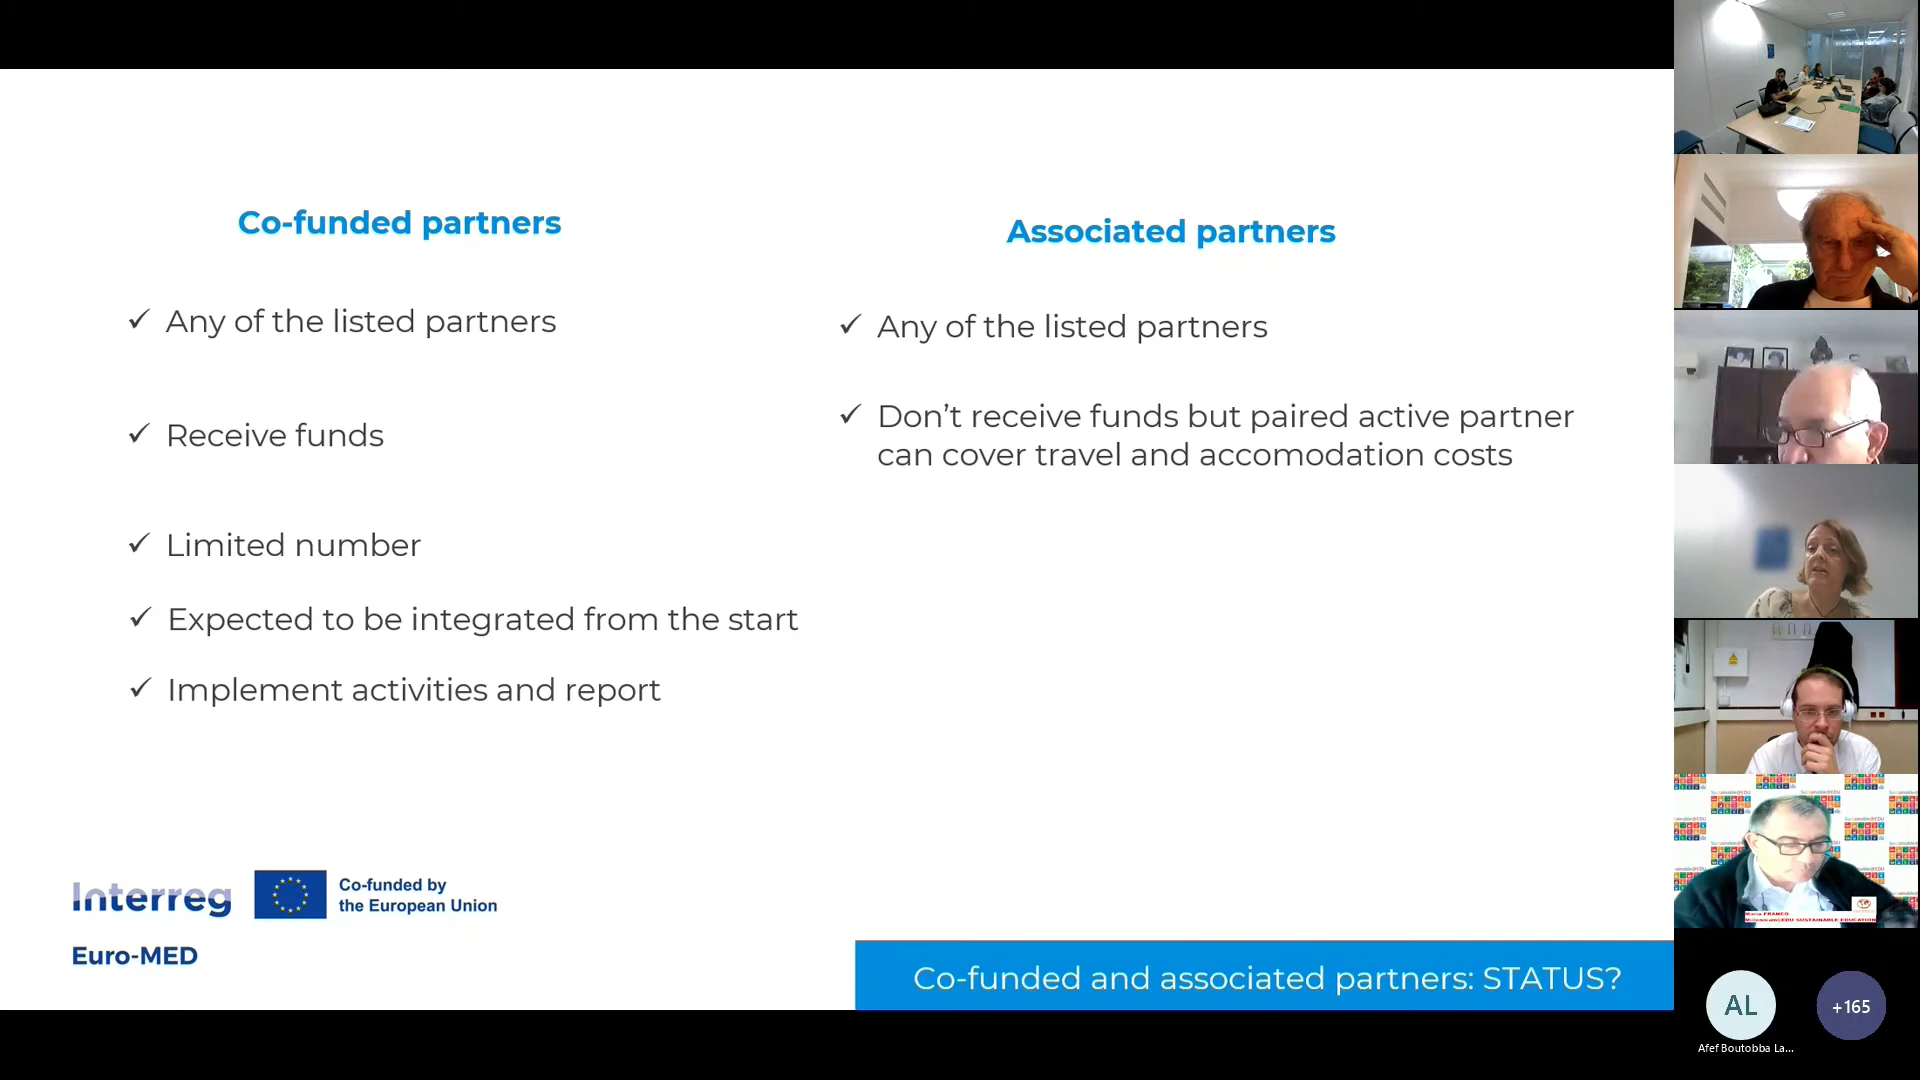 Co-funded partners
✓ Any of the listed partners
✓ Receive funds
✓ Limited number
✓ Expected to be integrated from the start
✓ Implement activities and report
Associated partners
✓ Any of the listed partners
✓ Don’t receive funds but paired active partner
can cover travel and accomodation costs
Interreg
Co-funded by
the European Union
Euro-MED
Co-funded and associated partners: STATUS?
Mario FRANCO
AL
Afef Boutobba La...
+165